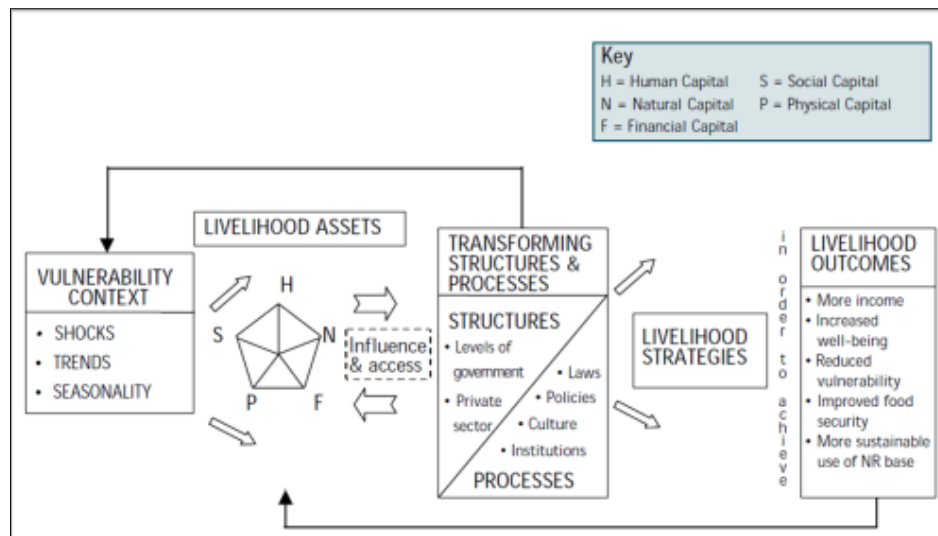 Key
H = Human Capital S = Social Capital
N = Natural Capital P = Physical Capital
F = Financial Capital
LIVELIHOOD ASSETS
VULNERABILITY
CONTEXT
• SHOCKS
• TRENDS
• SEASONALITY
H
S
N
P
F
Influence
& access
TRANSFORMING
STRUCTURES &
PROCESSES
STRUCTURES
• Levels of
government
• Private
sector
• Laws
• Policies
• Culture
• Institutions
PROCESSES
LIVELIHOOD
STRATEGIES
in order to achieve
LIVELIHOOD
OUTCOMES
• More income
• Increased
well-being
• Reduced
vulnerability
• Improved food
security
• More sustainable
use of NR base